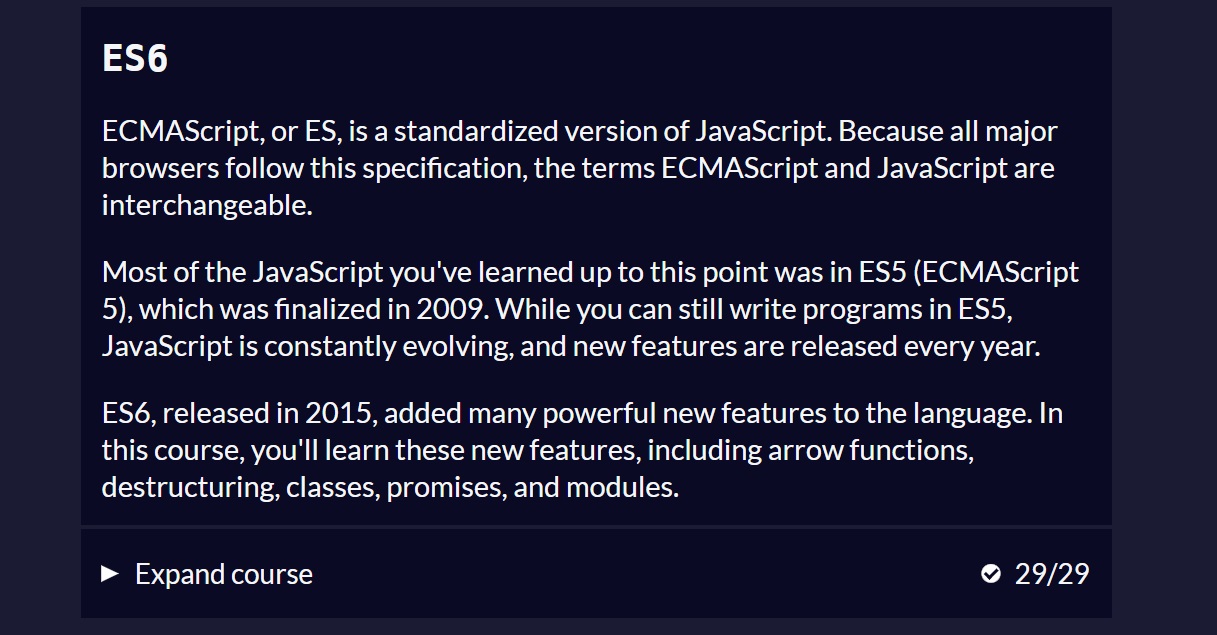 ES6
ECMAScript, or ES, is a standardized version of JavaScript. Because all major
browsers follow this specification, the terms ECMAScript and JavaScript are
interchangeable.
Most of the JavaScript you've learned up to this point was in ES5 (ECMAScript
5), which was finalized in 2009. While you can still write programs in ES5,
JavaScript is constantly evolving, and new features are released every year.
ES6, released in 2015, added many powerful new features to the language. In
this course, you'll learn these new features, including arrow functions,
destructuring, classes, promises, and modules.
Expand course 29/29